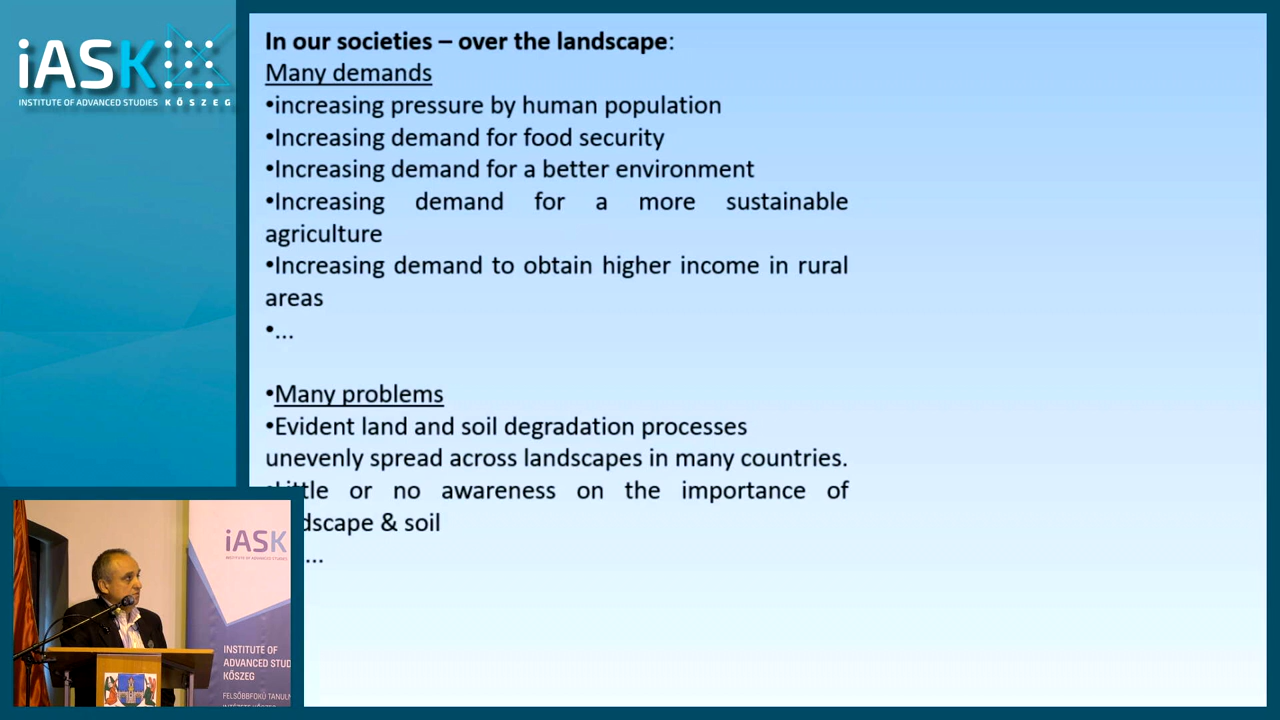 iASK
INSTITUTE OF ADVANCED STUDIES KŐSZEG
In our societies – over the landscape:
Many demands
•increasing pressure by human population
•Increasing demand for food security
•Increasing demand for a better environment
•Increasing demand for a more sustainable
agriculture
•Increasing demand to obtain higher income in rural
areas
•...
•Many problems
•Evident land and soil degradation processes
unevenly spread across landscapes in many countries.
•Little or no awareness on the importance of
dscape & soil
...
iASK
INSTITUTE OF ADVANCED STUDIES
INSTITUTE OF
ADVANCED STUD
KŐSZEG
FELSŐBBFOKÚ TANULM